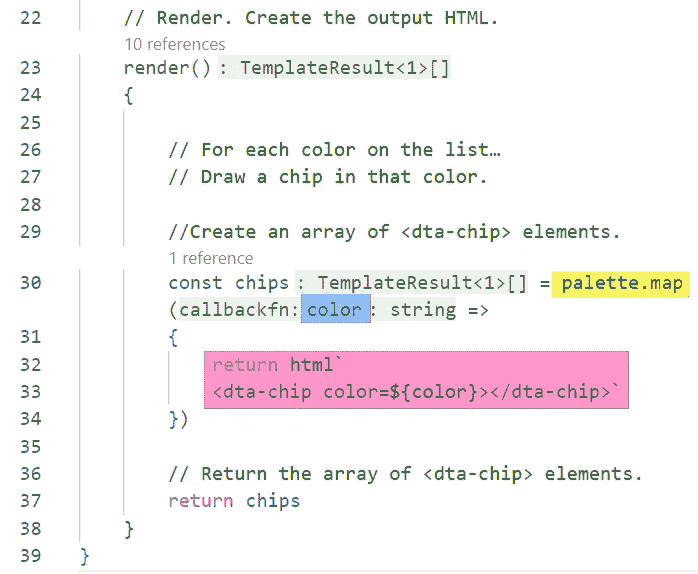 22 // Render. Create the output HTML.
10 references
23 render() : TemplateResult<1>[]
24 {
25
26 // For each color on the list…
27 // Draw a chip in that color.
28
29 //Create an array of <dta-chip> elements.
1 reference
30 const chips : TemplateResult<1>[] = palette.map
(callbackfn: color : string =>
31 {
32 return html`
33 <dta-chip color=${color}></dta-chip>`
34 })
35
36 // Return the array of <dta-chip> elements.
37 return chips
38 }
39 }